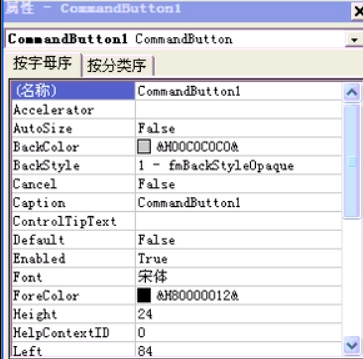 属性 - CommandButton1
CommandButton1 CommandButton
按字母序 按分类序
(名称) CommandButton1
Accelerator
AutoSize False
BackColor &H00C0C0C0&
BackStyle 1 - fmBackStyleOpaque
Cancel False
Caption CommandButton1
ControlTipText
Default False
Enabled True
Font 宋体
ForeColor &H80000012&
Height 24
HelpContextID 0
Left 84